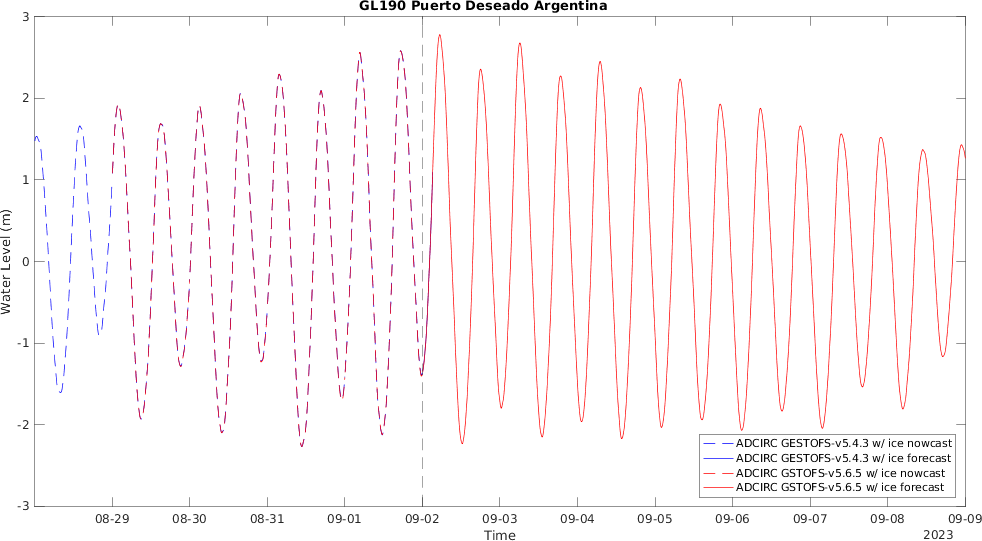 GL190 Puerto Deseado Argentina
3
2
1
0
-1
-2
-3
Water Level (m)
ADCIRC GESTOFS-v5.4.3 w/ ice nowcast
ADCIRC GESTOFS-v5.4.3 w/ ice forecast
ADCIRC GSTOFS-v5.6.5 w/ ice nowcast
ADCIRC GSTOFS-v5.6.5 w/ ice forecast
08-29 08-30 08-31 09-01 09-02 09-03 09-04 09-05 09-06 09-07 09-08 09-09
Time
2023